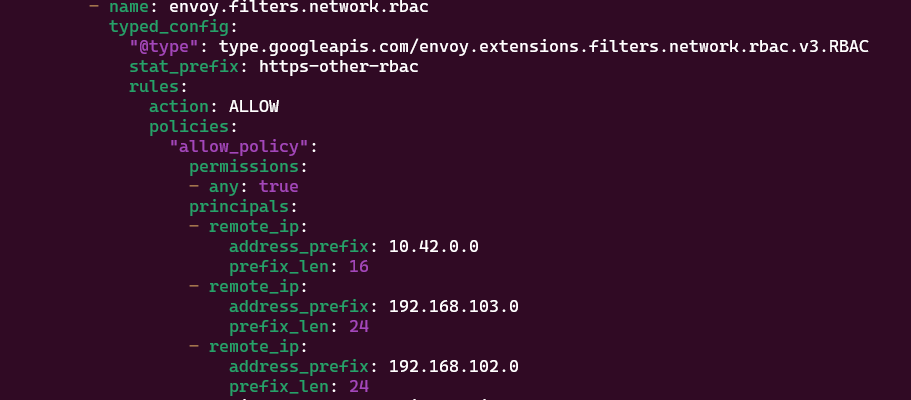 - name: envoy.filters.network.rbac
typed_config:
"@type": type.googleapis.com/envoy.extensions.filters.network.rbac.v3.RBAC
stat_prefix: https-other-rbac
rules:
action: ALLOW
policies:
"allow_policy":
permissions:
- any: true
principals:
- remote_ip:
address_prefix: 10.42.0.0
prefix_len: 16
- remote_ip:
address_prefix: 192.168.103.0
prefix_len: 24
- remote_ip:
address_prefix: 192.168.102.0
prefix_len: 24